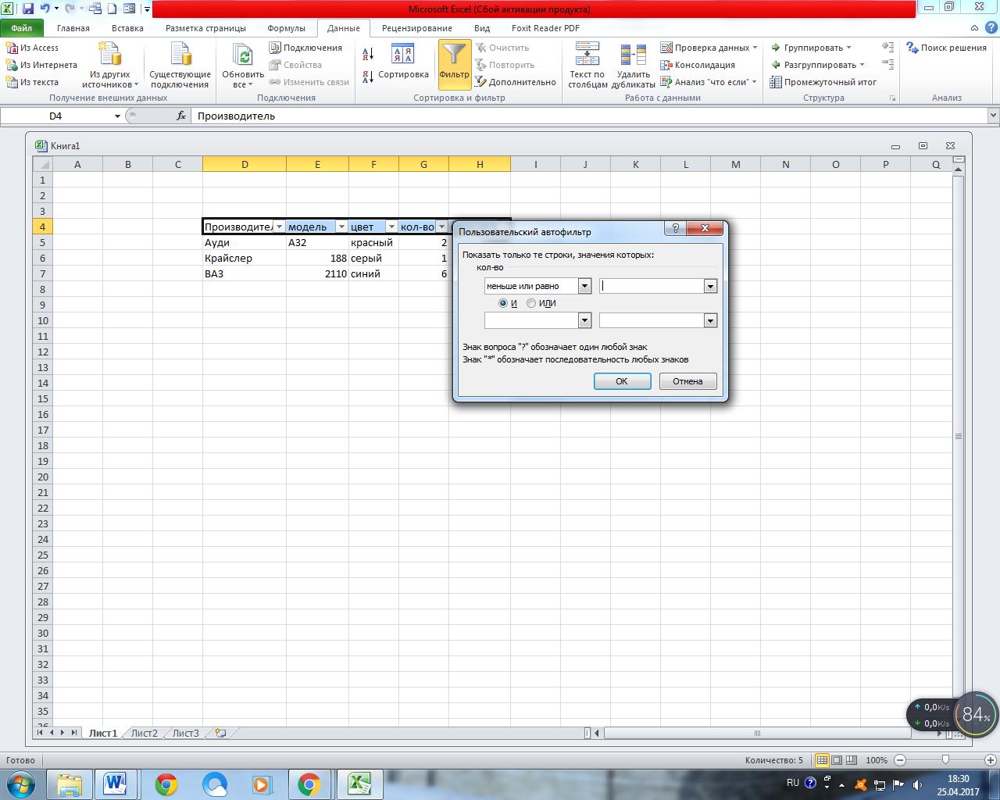 Microsoft Excel (Сбой активации продукта)
Файл Главная Вставка Разметка страницы Формулы Данные Рецензирование Вид Foxit Reader PDF
Из Access
Из Интернета
Из текста
Из других источников
Существующие подключения
Получение внешних данных
Обновить все
Подключения
Свойства
Изменить связи
Подключения
Сортировка
Фильтр
Очистить
Повторить
Дополнительно
Сортировка и фильтр
Текст по столбцам
Удалить дубликаты
Проверка данных
Консолидация
Анализ "что если"
Работа с данными
Группировать
Разгруппировать
Промежуточный итог
Структура
Поиск решения
Анализ
D4 fx Производитель
Книга1
A B C D E F G H I J K L M N O P Q
1
2
3
4 Производител модель цвет кол-во
5 Ауди А32 красный 2
6 Крайслер 188 серый 1
7 ВАЗ 2110 синий 6
8
9
10
11
12
13
14
15
16
17
18
19
20
21
22
23
24
25
26
27
28
29
30
31
32
33
34
35
Пользовательский автофильтр
Показать только те строки, значения которых:
кол-во
меньше или равно
И ИЛИ
Знак вопроса "?" обозначает один любой знак
Знак "*" обозначает последовательность любых знаков
ОК Отмена
0,0K/s
0,0K/s
84%
Лист1 Лист2 Лист3
Готово Количество: 5 100%
RU 18:30
25.04.2017